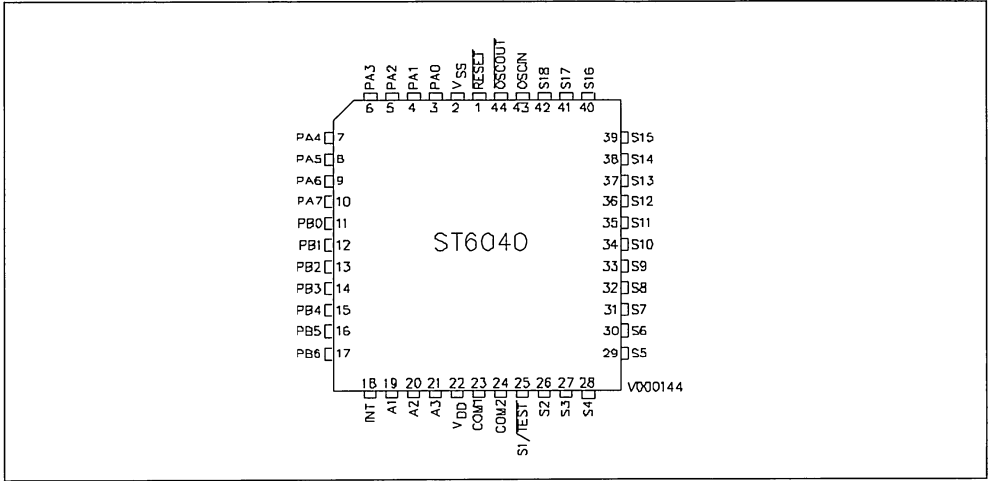 PA3 PA2 PA1 PA0 VSS RESET OSCOUT OSCIN S18 S17 S16
6 5 4 3 2 1 44 43 42 41 40
PA4 7 39 S15
PA5 8 38 S14
PA6 9 37 S13
PA7 10 36 S12
PB0 11 35 S11
PB1 12 ST6040 34 S10
PB2 13 33 S9
PB3 14 32 S8
PB4 15 31 S7
PB5 16 30 S6
PB6 17 29 S5
18 19 20 21 22 23 24 25 26 27 28 VD00144
INT A1 A2 A3 VDD COM1 COM2 S1/TEST S2 S3 S4